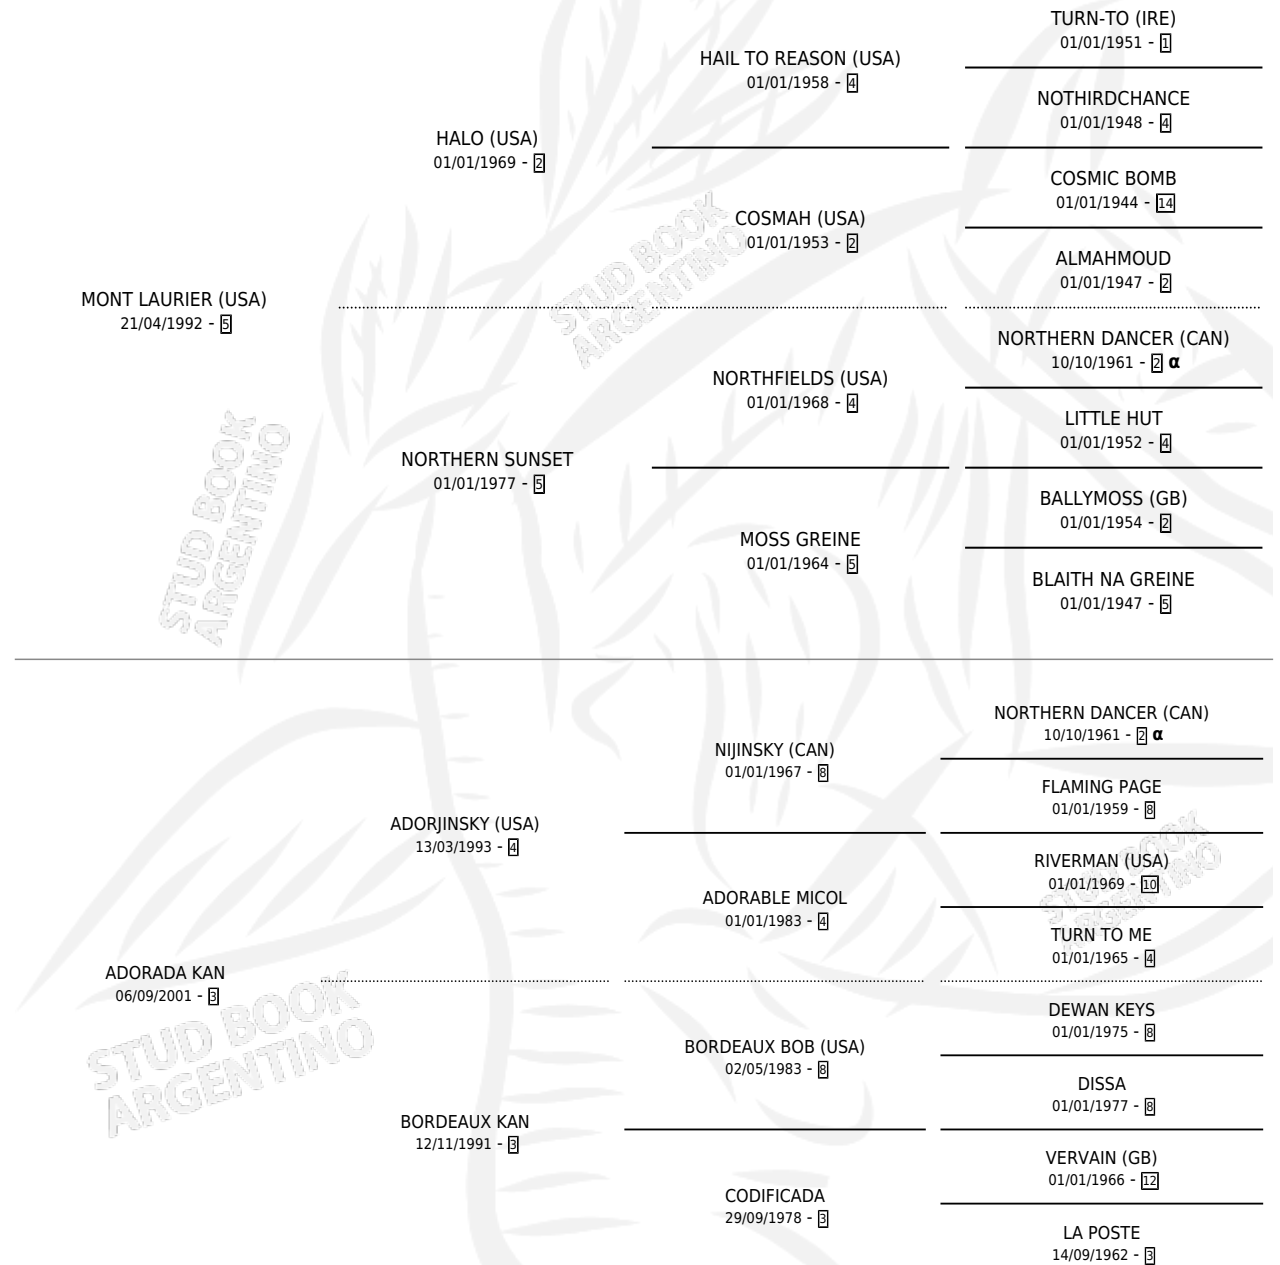 TURN-TO (IRE)
01/01/1951 - 1
HAIL TO REASON (USA)
01/01/1958 - 4
NOTHIRDCHANCE
01/01/1948 - 4
HALO (USA)
01/01/1969 - 2
COSMIC BOMB
01/01/1944 - 14
COSMAH (USA)
01/01/1953 - 2
ALMAHMOUD
01/01/1947 - 2
MONT LAURIER (USA)
21/04/1992 - 5
NORTHERN DANCER (CAN)
10/10/1961 - 2 α
NORTHFIELDS (USA)
01/01/1968 - 4
LITTLE HUT
01/01/1952 - 4
NORTHERN SUNSET
01/01/1977 - 5
BALLYMOSS (GB)
01/01/1954 - 2
MOSS GREINE
01/01/1964 - 5
BLAITH NA GREINE
01/01/1947 - 5
NORTHERN DANCER (CAN)
10/10/1961 - 2 α
NIJINSKY (CAN)
01/01/1967 - 8
FLAMING PAGE
01/01/1959 - 8
ADORJINSKY (USA)
13/03/1993 - 4
RIVERMAN (USA)
01/01/1969 - 10
ADORABLE MICOL
01/01/1983 - 4
TURN TO ME
01/01/1965 - 4
ADORADA KAN
06/09/2001 - 3
DEWAN KEYS
01/01/1975 - 8
BORDEAUX BOB (USA)
02/05/1983 - 8
DISSA
01/01/1977 - 8
BORDEAUX KAN
12/11/1991 - 3
VERVAIN (GB)
01/01/1966 - 12
CODIFICADA
29/09/1978 - 3
LA POSTE
14/09/1962 - 3
STUD BOOK
ARGENTINO
STUD BOOK
ARGENTINO
STUD BOOK
ARGENTINO
STUD BOOK
ARGENTINO